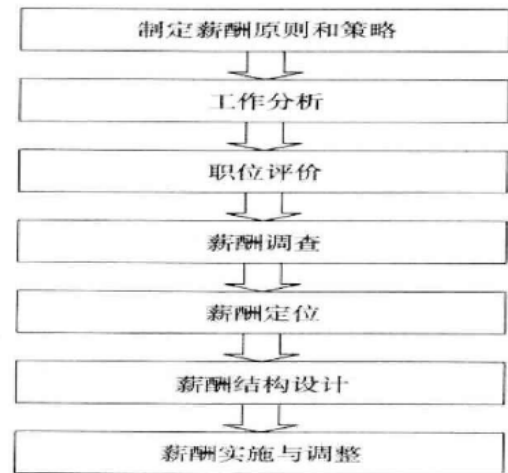 制定薪酬原则和策略
工作分析
职位评价
薪酬调查
薪酬定位
薪酬结构设计
薪酬实施与调整